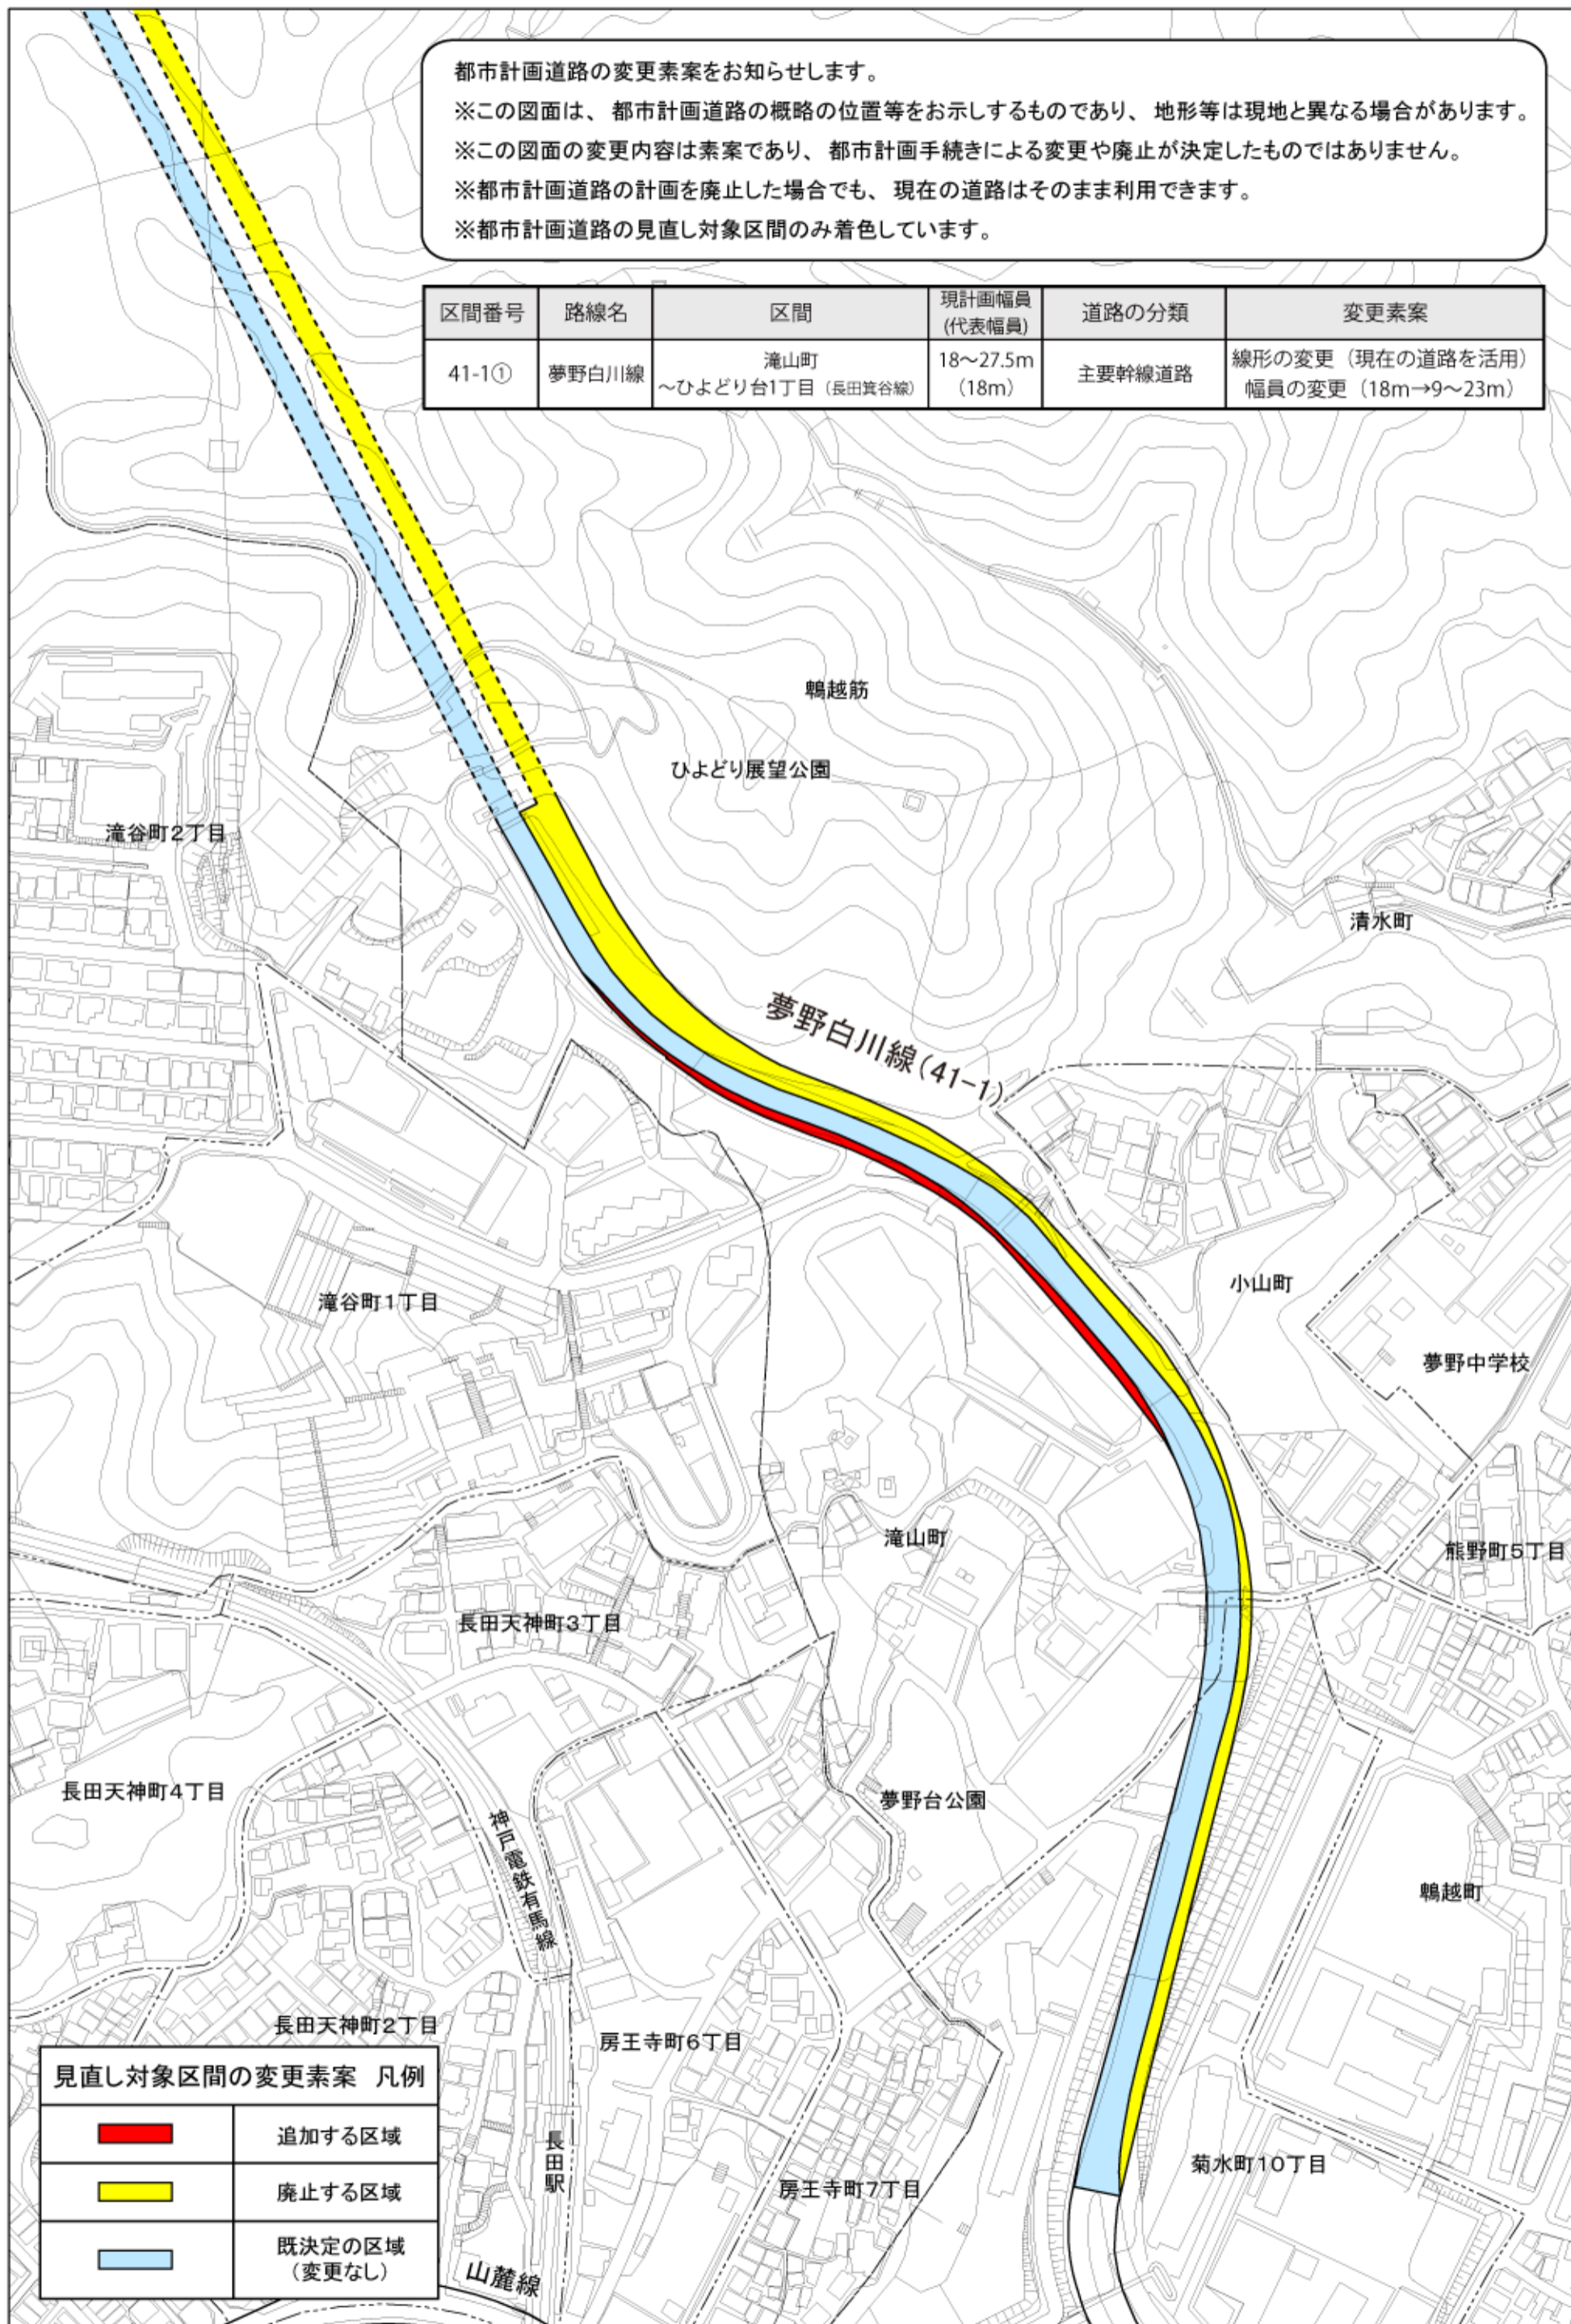 都市計画道路の変更素案をお知らせします。
※この図面は、都市計画道路の概略の位置等をお示しするものであり、地形等は現地と異なる場合があります。
※この図面の変更内容は素案であり、都市計画手続きによる変更や廃止が決定したものではありません。
※都市計画道路の計画を廃止した場合でも、現在の道路はそのまま利用できます。
※都市計画道路の見直し対象区間のみ着色しています。
区間番号 路線名 区間 現計画幅員(代表幅員) 道路の分類 変更素案
41-1① 夢野白川線 滝山町 ～ひよどり台1丁目（長田箕谷線） 18～27.5m（18m） 主要幹線道路 線形の変更（現在の道路を活用） 幅員の変更（18m→9～23m）
鵯越筋
ひよどり展望公園
滝谷町2丁目
清水町
夢野白川線(41-1)
小山町
滝谷町1丁目
夢野中学校
滝山町
熊野町5丁目
長田天神町3丁目
長田天神町4丁目
夢野台公園
神戸電鉄有馬線
鵯越町
長田天神町2丁目
房王寺町6丁目
長田駅
菊水町10丁目
房王寺町7丁目
山麓線
見直し対象区間の変更素案 凡例
追加する区域
廃止する区域
既決定の区域
（変更なし）